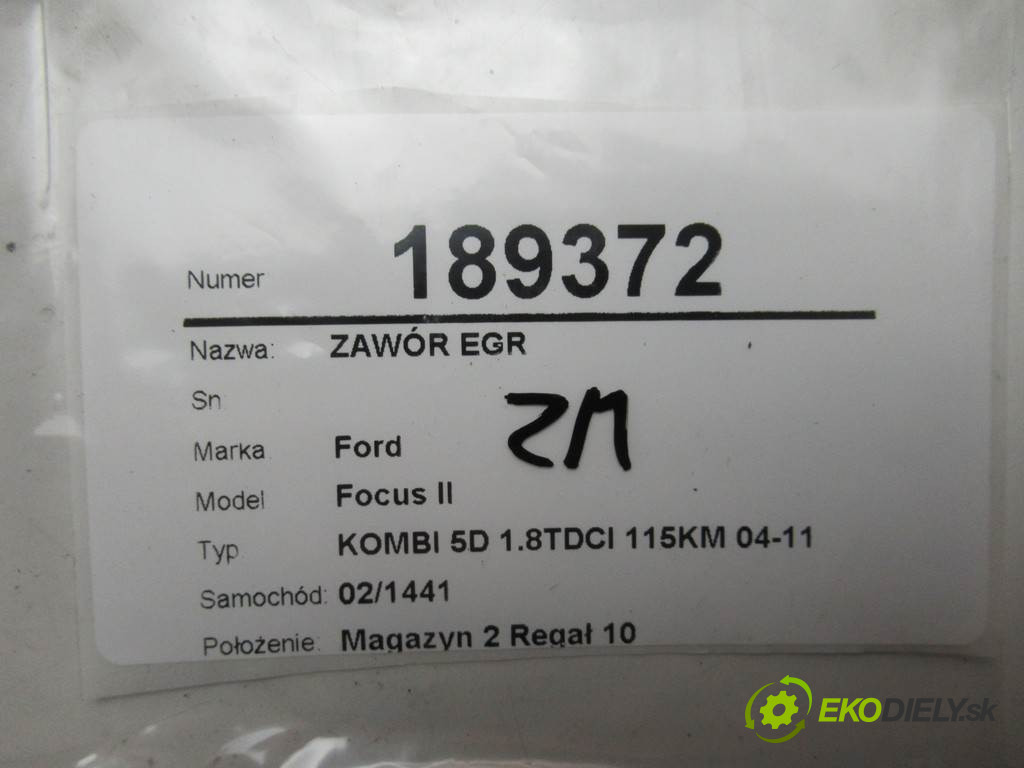 Numer 189372
Nazwa: ZAWÓR EGR
Sn
ZM
Marka Ford
Model Focus II
Typ KOMBI 5D 1.8TDCI 115KM 04-11
Samochód: 02/1441
Położenie: Magazyn 2 Regał 10
EKODIELY.sk